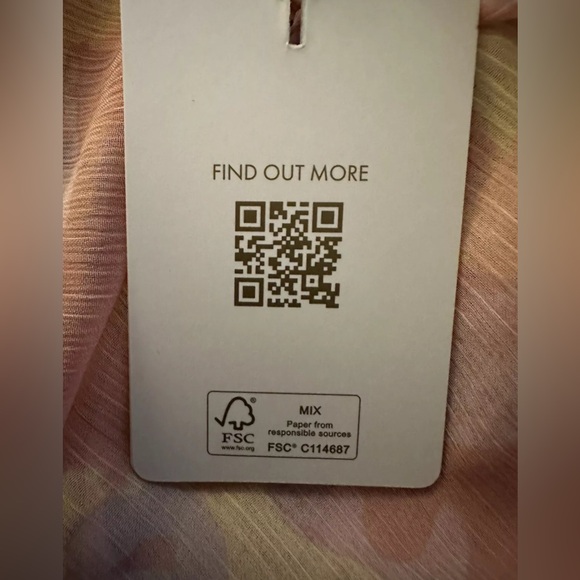 FIND OUT MORE
FSC®
www.fsc.org
MIX
Paper from
responsible sources
FSC® C114687